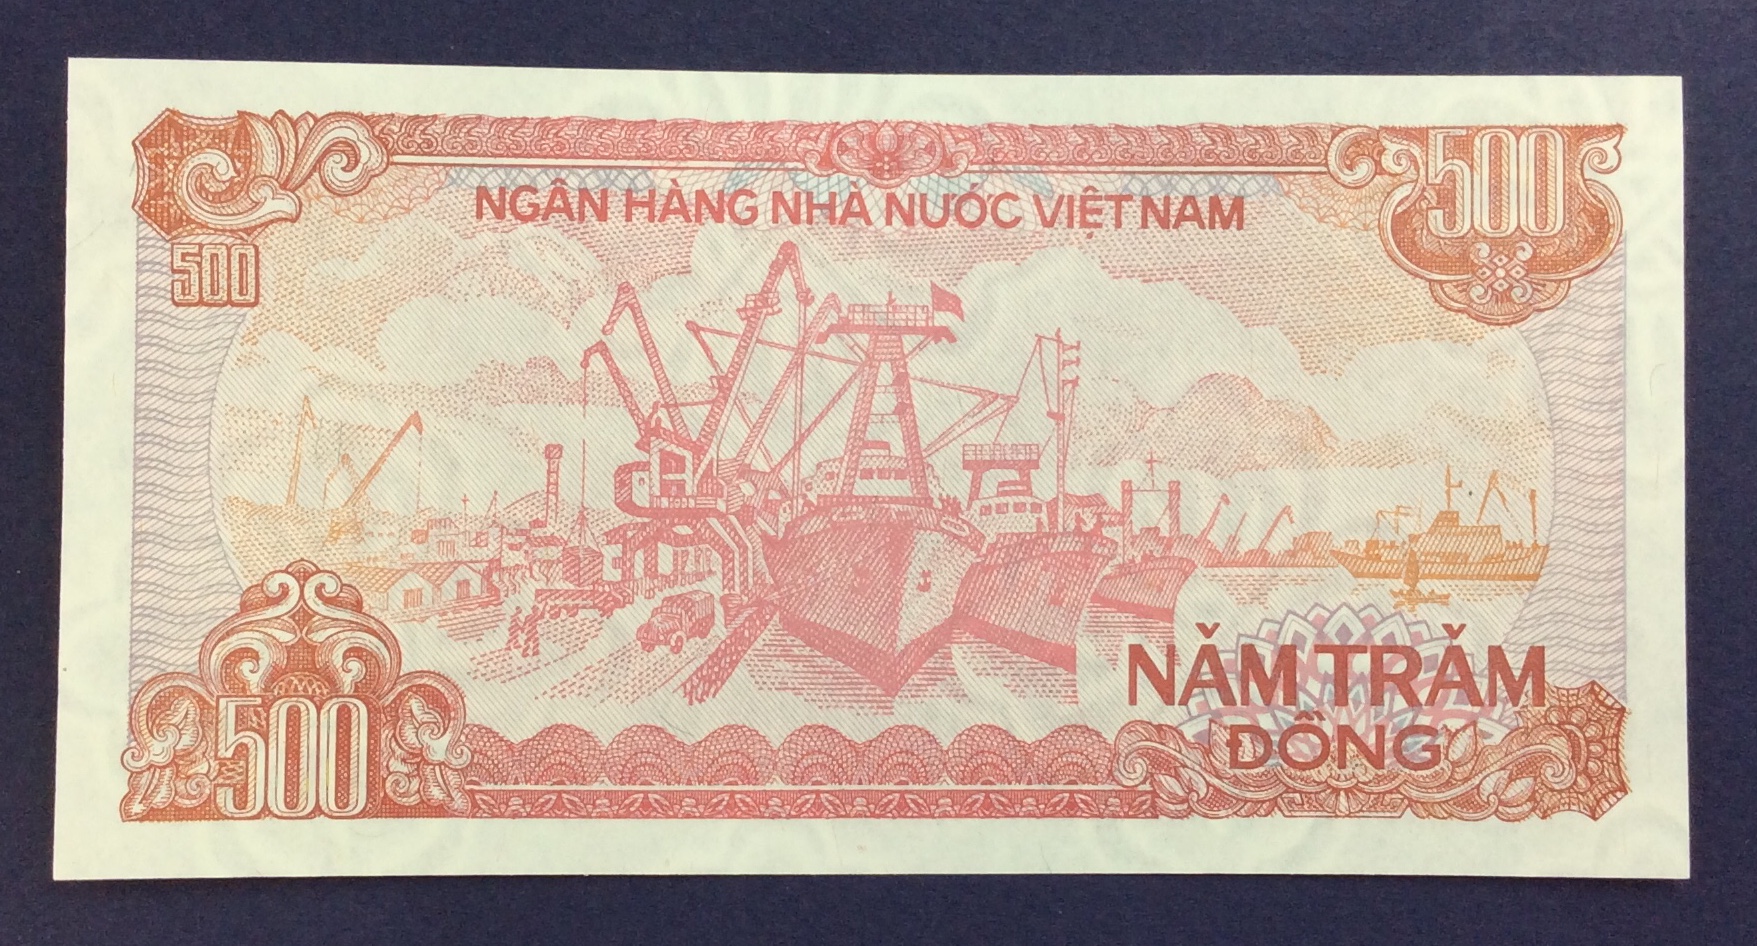 500
NGÂN HÀNG NHÀ NƯỚC VIỆT NAM
500
NĂM TRĂM
ĐỒNG
500